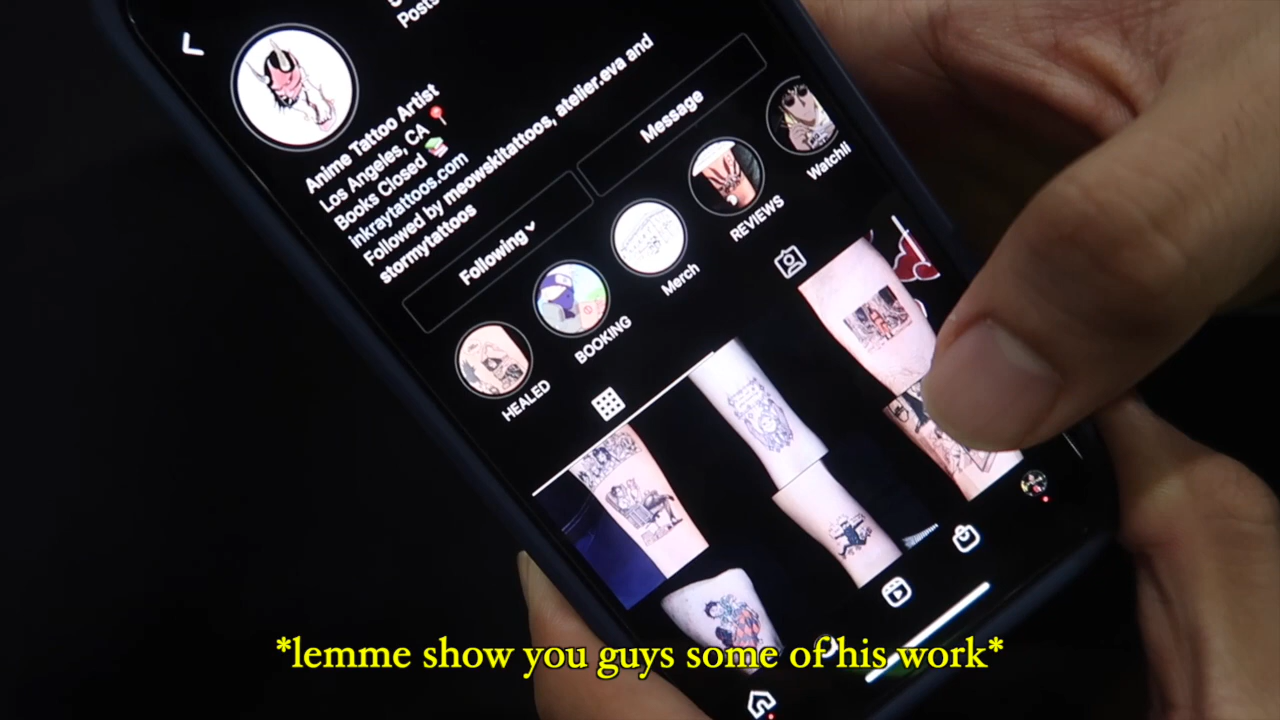 Posts
Anime Tattoo Artist
Los Angeles, CA 📍
Books Closed 📚
inkraytattoos.com
Followed by meowskitattoos, atelier.eva and
stormytattoos
Following
Message
HEALED
BOOKING
Merch
REVIEWS
Watchli
*lemme show you guys some of his work*